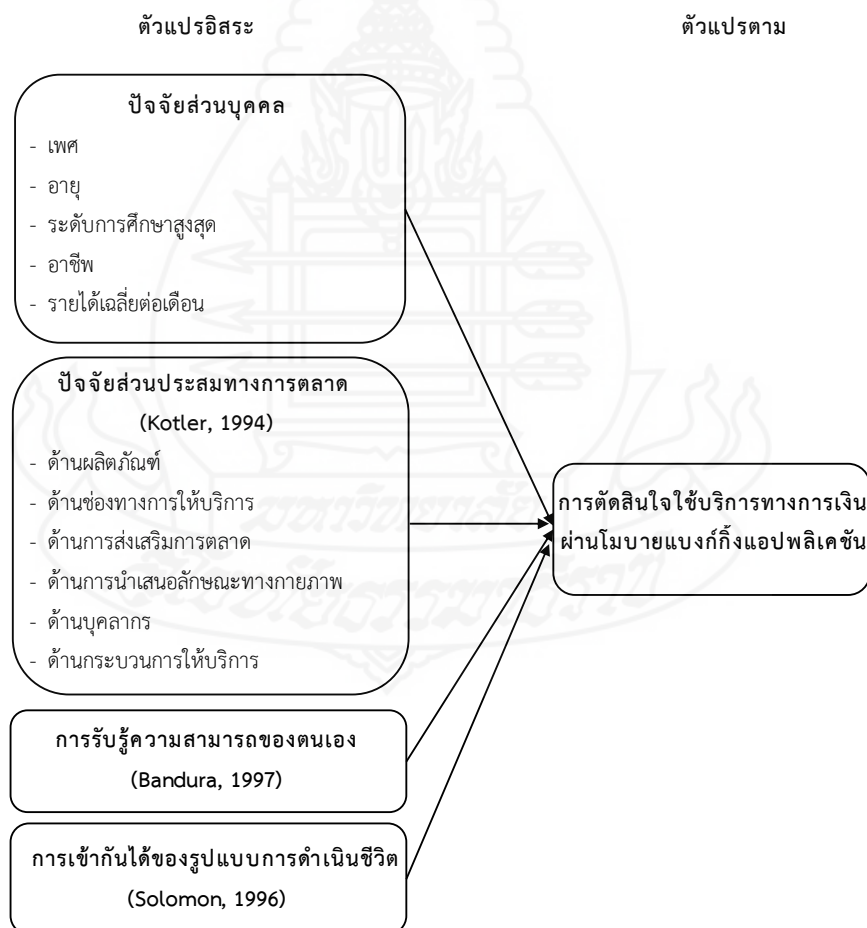 ตัวแปรอิสระ
ตัวแปรตาม
ปัจจัยส่วนบุคคล
- เพศ
- อายุ
- ระดับการศึกษาสูงสุด
- อาชีพ
- รายได้เฉลี่ยต่อเดือน
ปัจจัยส่วนประสมทางการตลาด
(Kotler, 1994)
- ด้านผลิตภัณฑ์
- ด้านช่องทางการให้บริการ
- ด้านการส่งเสริมการตลาด
- ด้านการนำเสนอลักษณะทางกายภาพ
- ด้านบุคลากร
- ด้านกระบวนการให้บริการ
การรับรู้ความสามารถของตนเอง
(Bandura, 1997)
การเข้ากันได้ของรูปแบบการดำเนินชีวิต
(Solomon, 1996)
การตัดสินใจใช้บริการทางการเงิน
ผ่านโมบายแบงก์กิ้งแอปพลิเคชัน